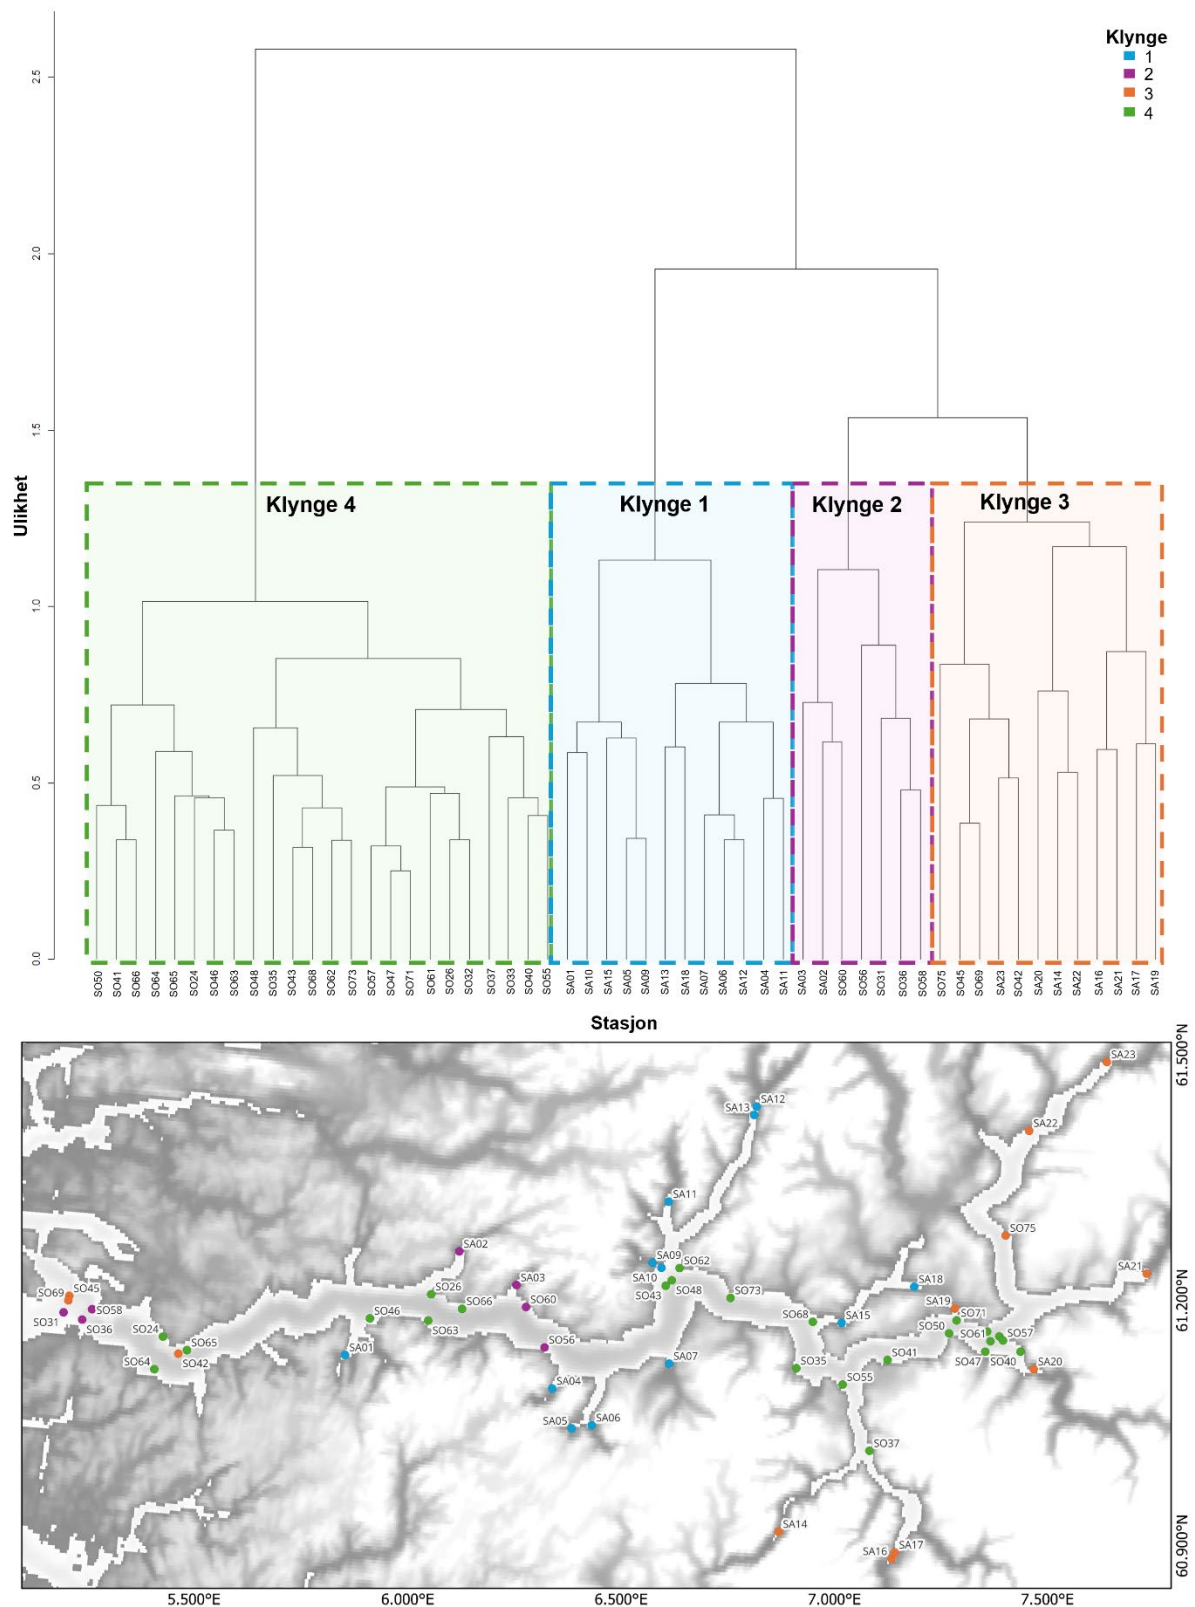 Klynge
1
2
3
4
2.5
2.0
1.5
1.0
0.5
0.0
Ulikhet
Klynge 4
Klynge 1
Klynge 2
Klynge 3
SO50 SO41 SO66 SO64 SO65 SO24 SO46 SO63 SO48 SO35 SO43 SO68 SO62 SO73 SO57 SO47 SO71 SO61 SO26 SO32 SO37 SO33 SO40 SO55 SA01 SA10 SA15 SA05 SA09 SA13 SA18 SA07 SA06 SA12 SA04 SA11 SA03 SA02 SO60 SO56 SO31 SO36 SO58 SO75 SO45 SO69 SA23 SO42 SA20 SA14 SA22 SA16 SA21 SA17 SA19
Stasjon
SA23
SA13 SA12
SA22
SA11
SO75
SA02
SA09 SO62
SA21
SA03
SA10
SA18
SO69 SO45
SO26
SO43 SO48
SO58
SO66
SO60
SO73
SA19
SO31
SO36
SO46
SO68
SA15
SO71
SO24
SO63
SO50
SO61 SO57
SO65
SO56
SO64
SO42
SA01
SA07
SO35
SO41
SO47 SO40
SA20
SA04
SO55
SA05 SA06
SO37
SA14
SA16 SA17
61.500°N
61.200°N
60.900°N
5.500°E 6.000°E 6.500°E 7.000°E 7.500°E